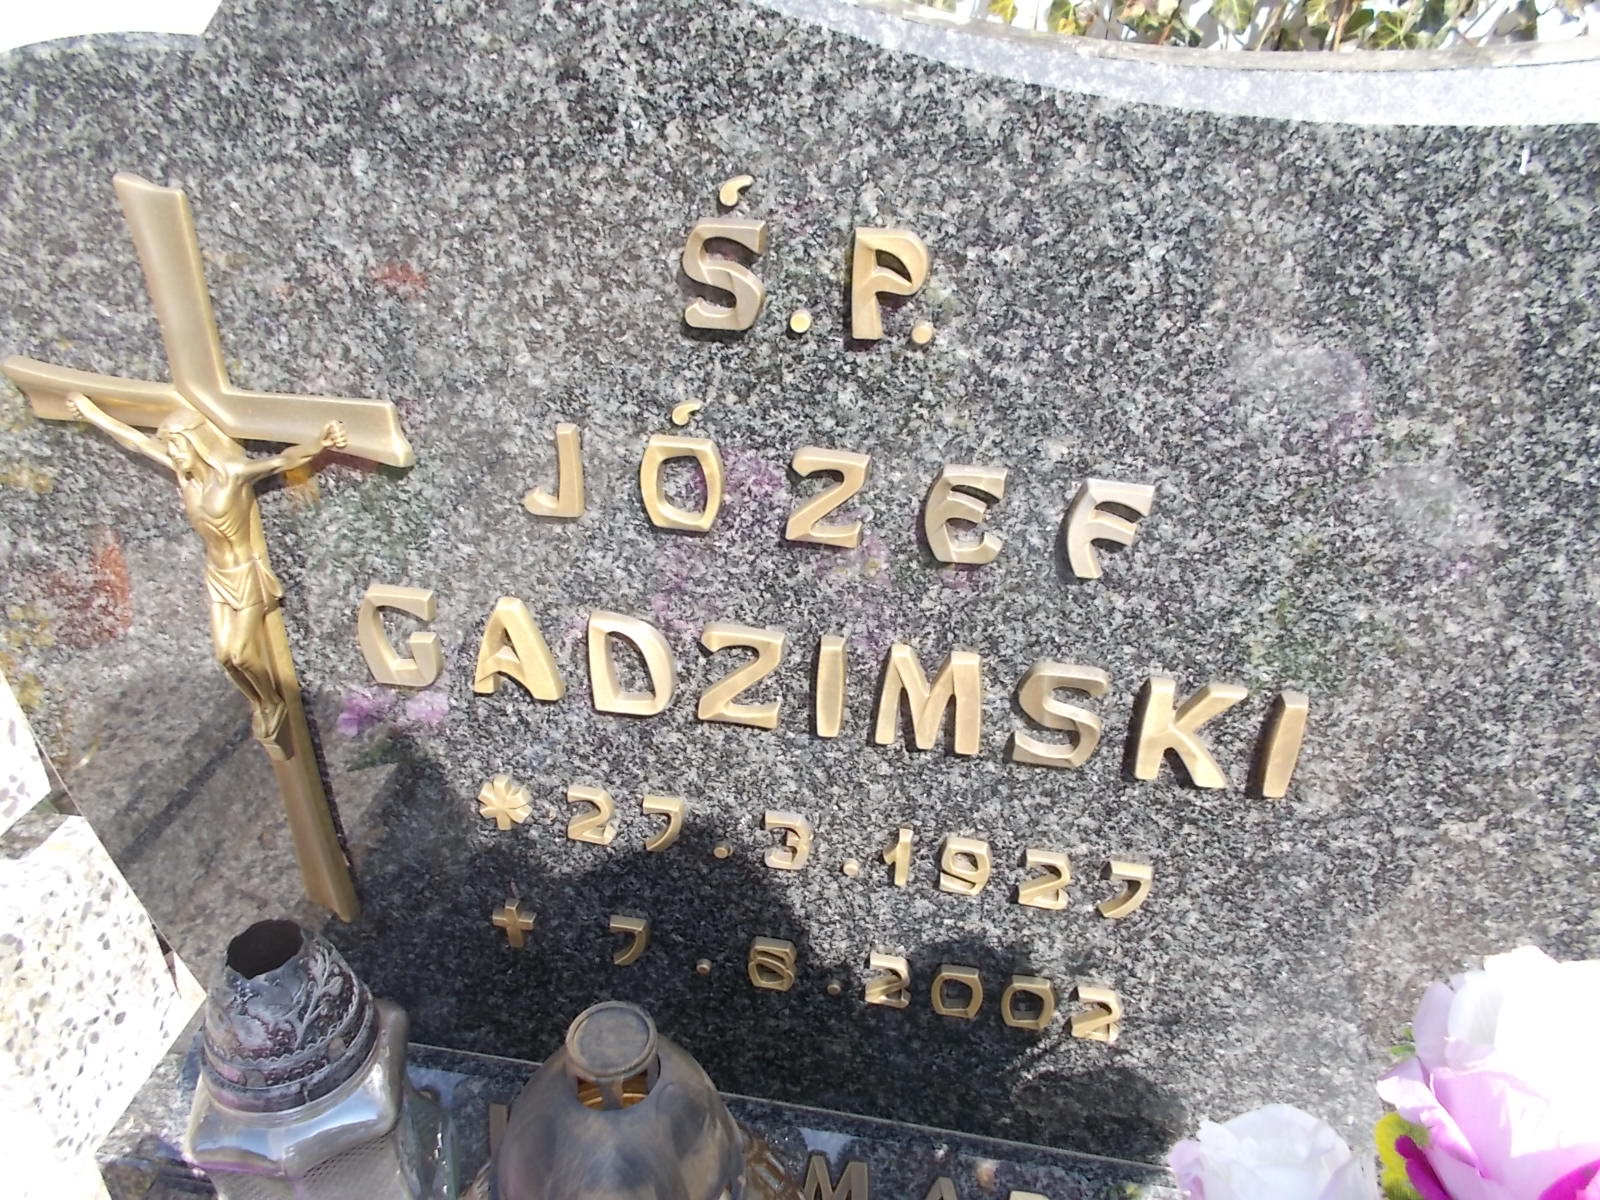 Ś.P.
JÓZEF
GADZIMSKI
* 27.3.1927
† 7.8.2002